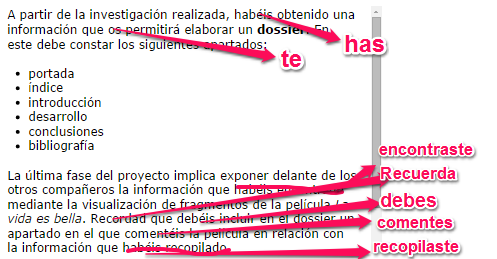 A partir de la investigación realizada, habéis obtenido una
información que os permitirá elaborar un dossier. En
este debe constar los siguientes apartados:
has
te
portada
índice
introducción
desarrollo
conclusiones
bibliografía
La última fase del proyecto implica exponer delante de los
otros compañeros la información que habéis encontrado
mediante la visualización de fragmentos de la película La
vida es bella. Recordad que debéis incluir en el dossier un
apartado en el que comentéis la película en relación con
la información que habéis recopilado.
encontraste
Recuerda
debes
comentes
recopilaste